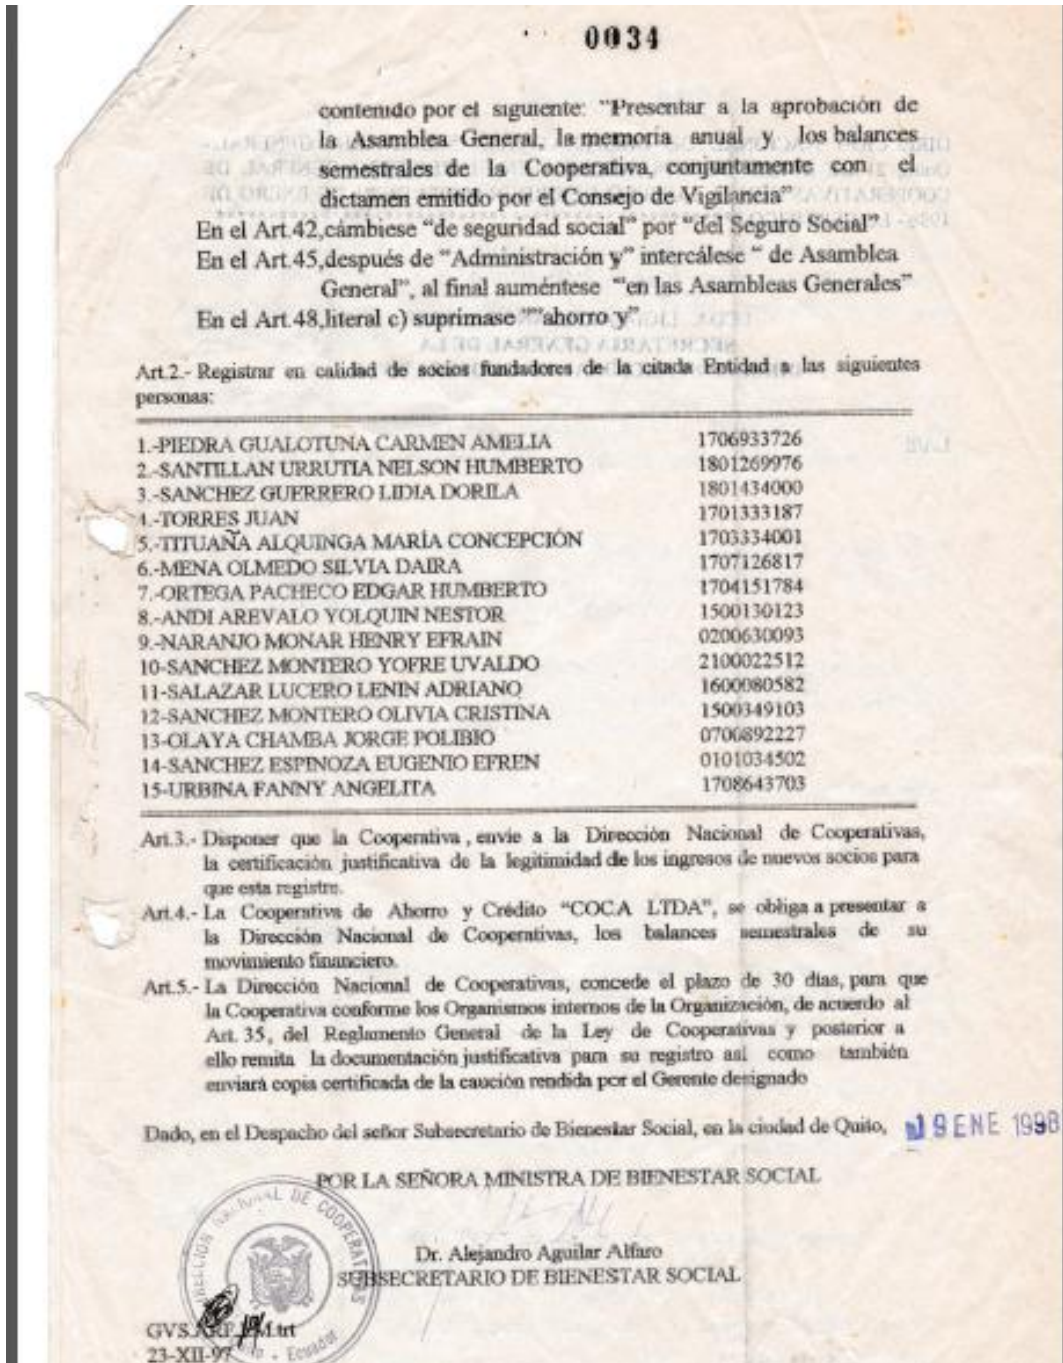 0034
contenido por el siguiente: "Presentar a la aprobación de
la Asamblea General, la memoria anual y los balances
semestrales de la Cooperativa, conjuntamente con el
dictamen emitido por el Consejo de Vigilancia"
En el Art.42,cámbiese "de seguridad social" por "del Seguro Social"
En el Art.45,después de "Administración y" intercálese " de Asamblea
General", al final auméntese "en las Asambleas Generales"
En el Art.48,literal c) suprimase ""ahorro y"
Art.2.- Registrar en calidad de socios fundadores de la citada Entidad a las siguientes
personas:
1.-PIEDRA GUALOTUNA CARMEN AMELIA 1706933726
2.-SANTILLAN URRUTIA NELSON HUMBERTO 1801269976
3.-SANCHEZ GUERRERO LIDIA DORILA 1801434000
4.-TORRES JUAN 1701333187
5.-TITUAÑA ALQUINGA MARÍA CONCEPCIÓN 1703334001
6.-MENA OLMEDO SILVIA DAIRA 1707126817
7.-ORTEGA PACHECO EDGAR HUMBERTO 1704151784
8.-ANDI AREVALO YOLQUIN NESTOR 1500130123
9.-NARANJO MONAR HENRY EFRAIN 0200630093
10-SANCHEZ MONTERO YOFRE UVALDO 2100022512
11-SALAZAR LUCERO LENIN ADRIANO 1600080582
12-SANCHEZ MONTERO OLIVIA CRISTINA 1500349103
13-OLAYA CHAMBA JORGE POLIBIO 0700892227
14-SANCHEZ ESPINOZA EUGENIO EFREN 0101034502
15-URBINA FANNY ANGELITA 1708643703
Art.3.- Disponer que la Cooperativa , envíe a la Dirección Nacional de Cooperativas,
la certificación justificativa de la legitimidad de los ingresos de nuevos socios para
que esta registre.
Art.4.- La Cooperativa de Ahorro y Crédito "COCA LTDA", se obliga a presentar a
la Dirección Nacional de Cooperativas, los balances semestrales de su
movimiento financiero.
Art.5.- La Dirección Nacional de Cooperativas, concede el plazo de 30 días, para que
la Cooperativa conforme los Organismos internos de la Organización, de acuerdo al
Art. 35, del Reglamento General de la Ley de Cooperativas y posterior a
ello remita la documentación justificativa para su registro así como también
enviará copia certificada de la caución rendida por el Gerente designado
Dado, en el Despacho del señor Subsecretario de Bienestar Social, en la ciudad de Quito, 19 ENE 1998
POR LA SEÑORA MINISTRA DE BIENESTAR SOCIAL
Dr. Alejandro Aguilar Alfaro
SUBSECRETARIO DE BIENESTAR SOCIAL
DIRECCION NACIONAL DE COOPERATIVAS
Quito - Ecuador
23-XII-97